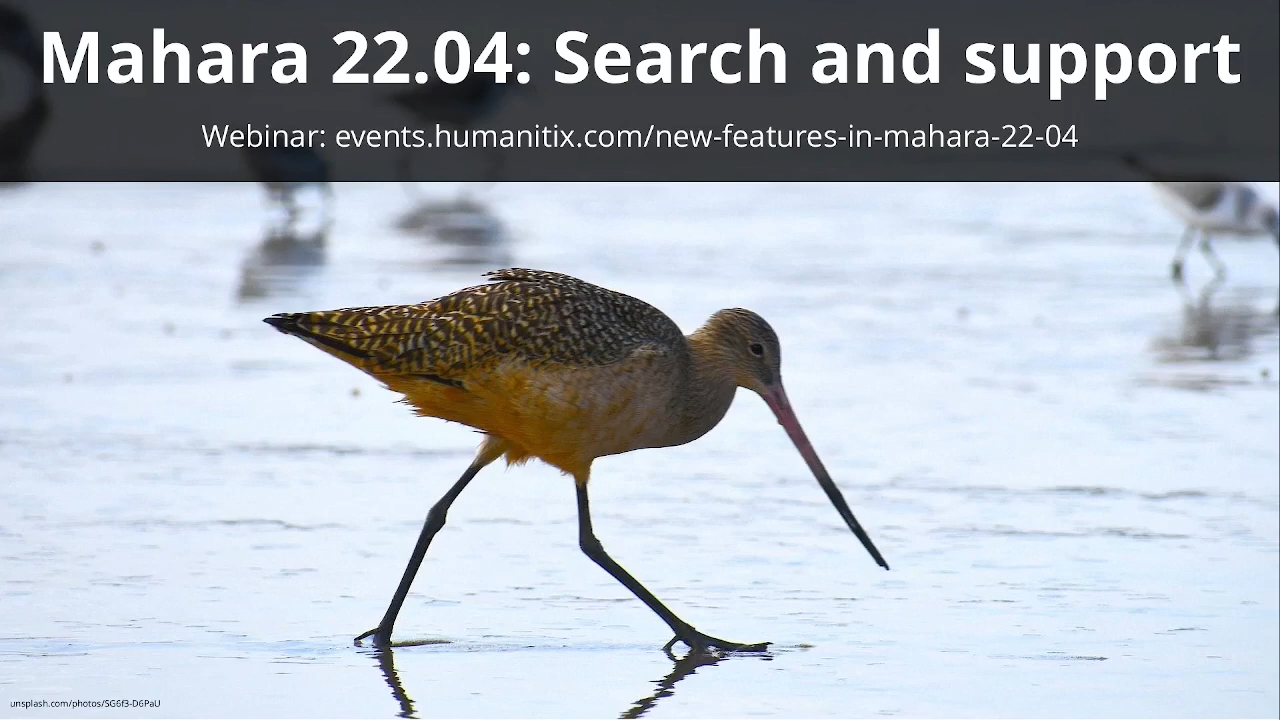 Mahara 22.04: Search and support
Webinar: events.humanitix.com/new-features-in-mahara-22-04
unsplash.com/photos/SG6f3-D6PaU